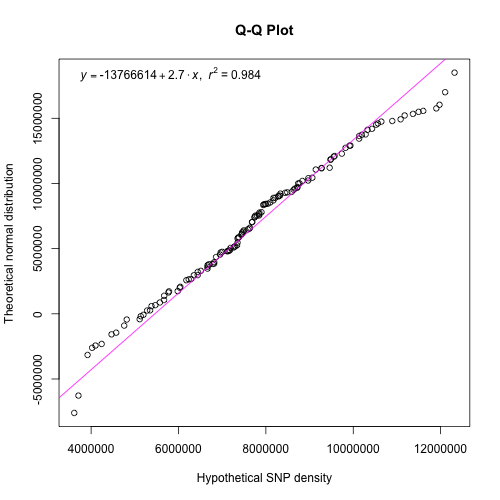 Q-Q Plot
y = -13766614 + 2.7 · x, r² = 0.984
Theoretical normal distribution
15000000
10000000
5000000
0
-5000000
4000000 6000000 8000000 10000000 12000000
Hypothetical SNP density